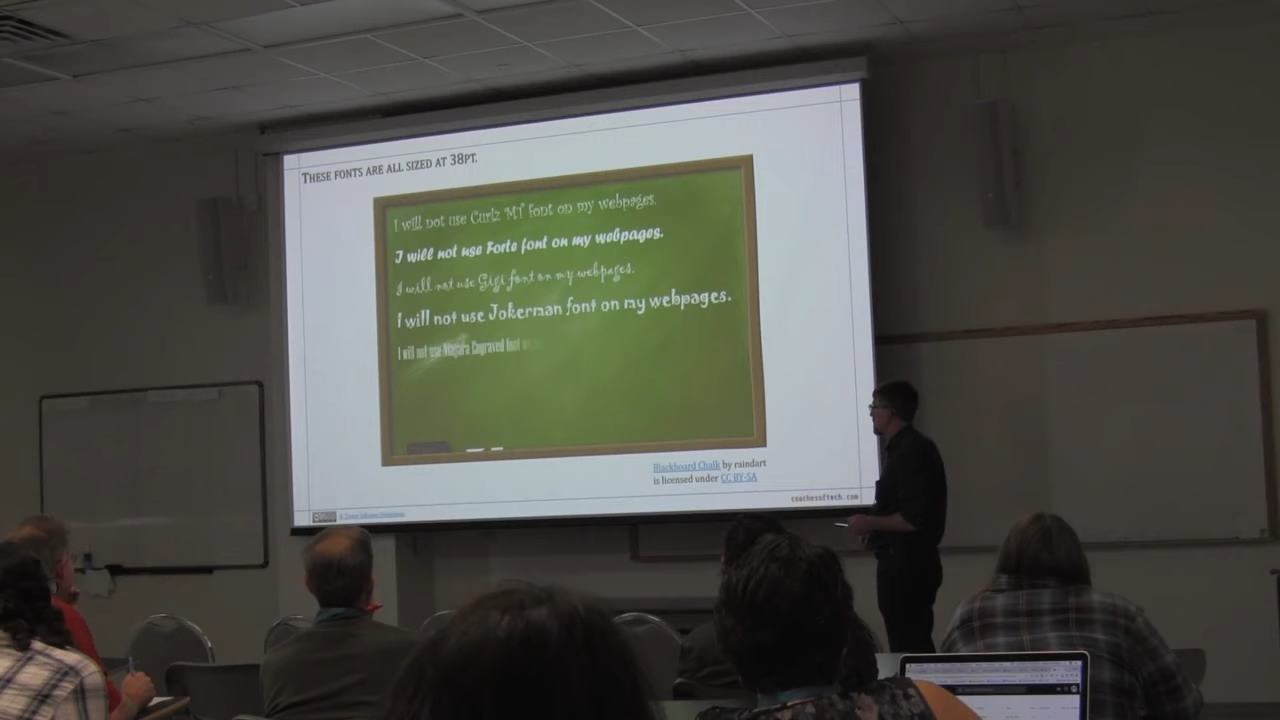 THESE FONTS ARE ALL SIZED AT 38PT.
I will not use Curlz MT font on my webpages.
I will not use Forte font on my webpages.
I will not use Gigi font on my webpages.
I will not use Jokerman font on my webpages.
I will not use Niagara Engraved font
Blackboard Chalk by raindart
is licensed under CC BY-SA
coachesoftech.com